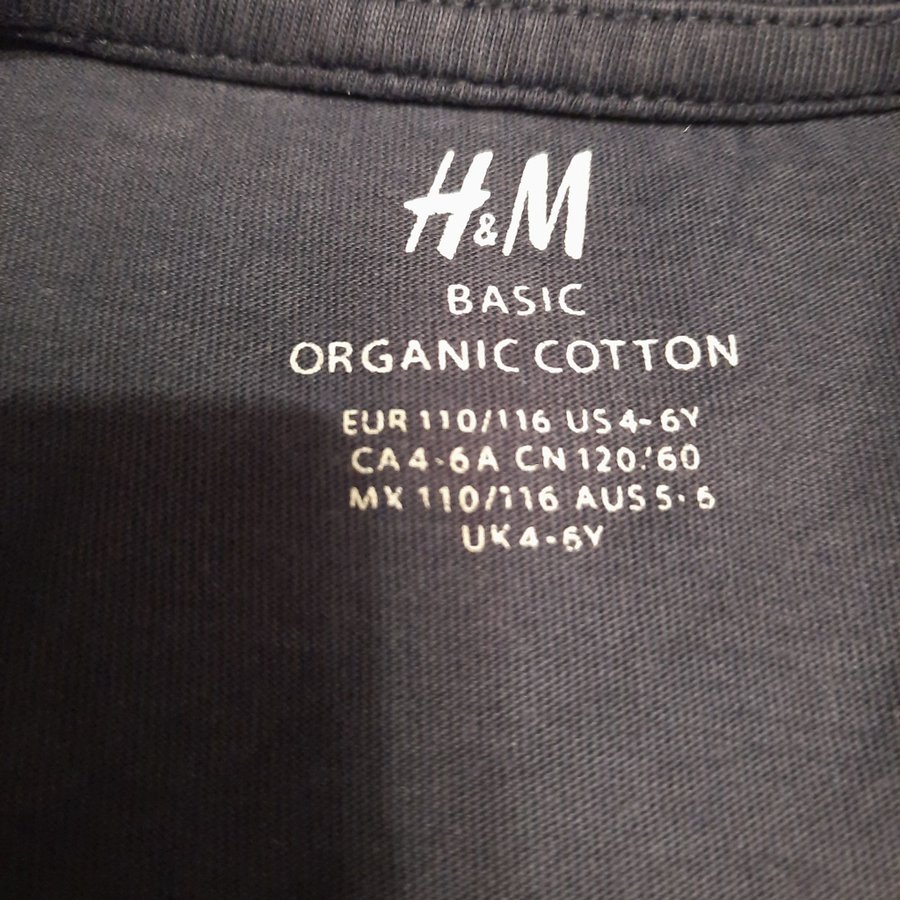 H&M
BASIC
ORGANIC COTTON
EUR 110/116 US 4-6Y
CA 4-6A CN 120/60
MX 110/116 AUS 5-6
UK 4-6Y